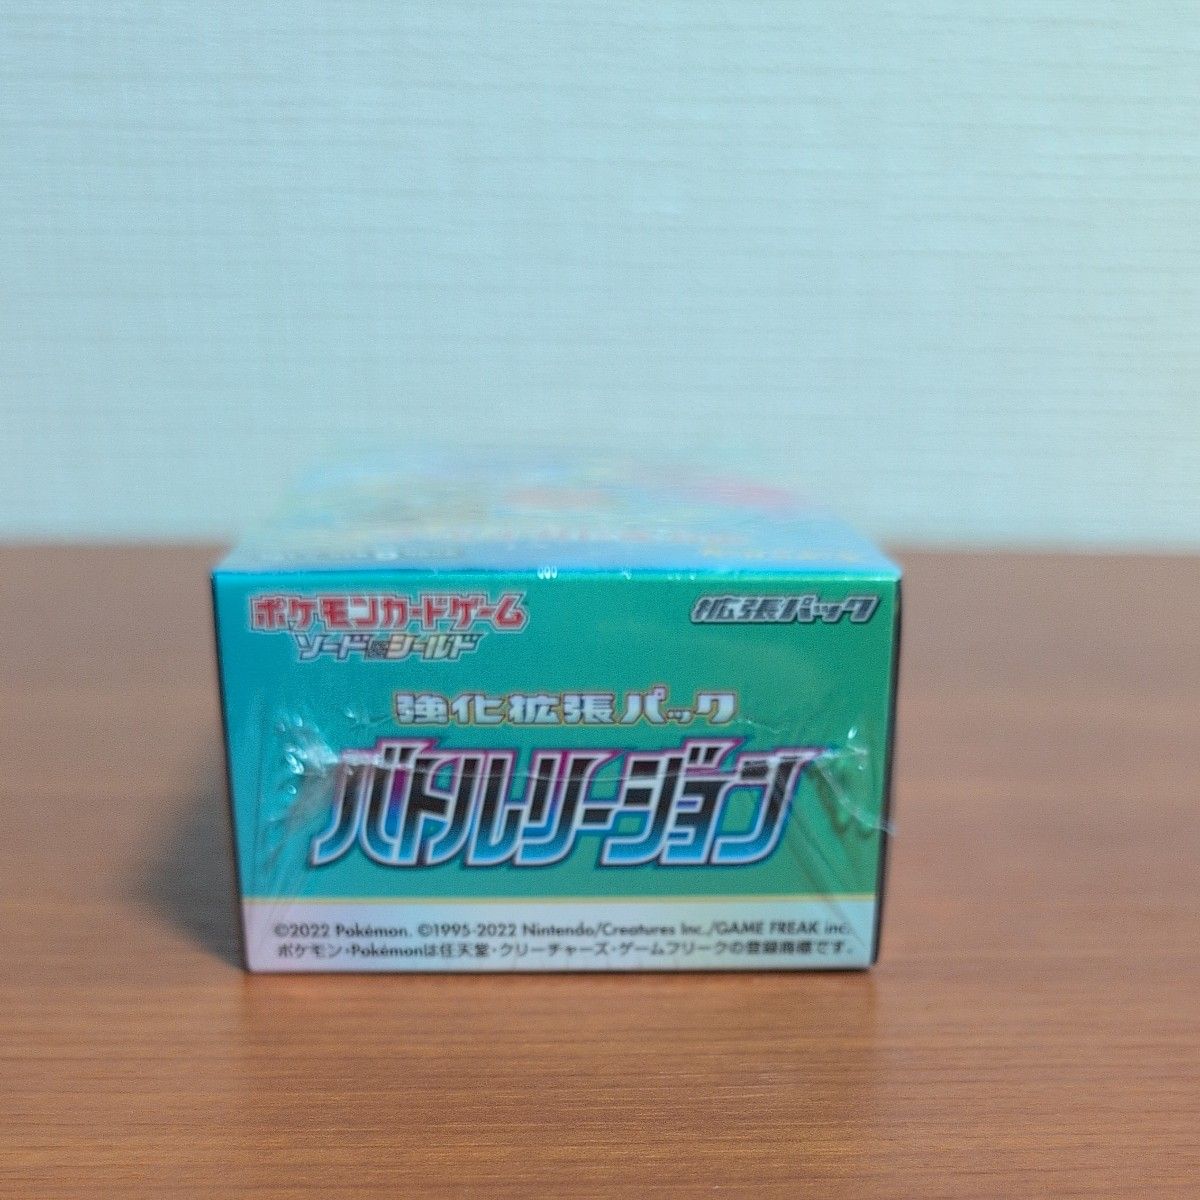 ポケモンカードゲーム
ソード&シールド
拡張パック
強化拡張パック
バトルリージョン
©2022 Pokémon. ©1995-2022 Nintendo/Creatures Inc./GAME FREAK inc.
ポケモン・Pokémonは任天堂・クリーチャーズ・ゲームフリークの登録商標です。